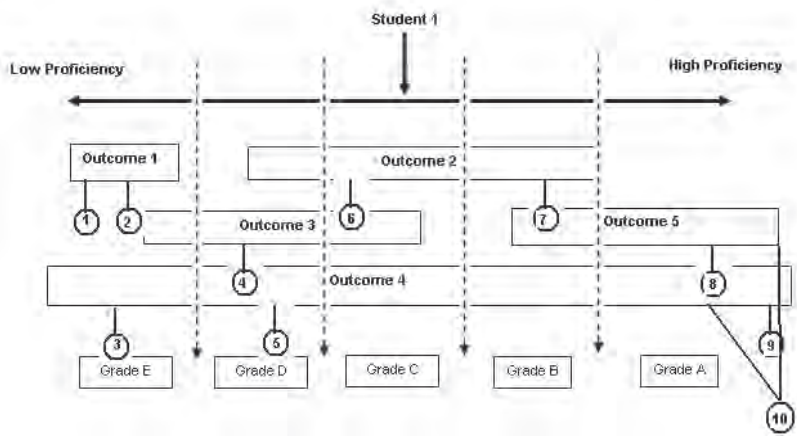 Student 1
Low Proficiency
High Proficiency
Outcome 1
Outcome 2
1
2
6
7
Outcome 3
Outcome 5
4
8
Outcome 4
3
5
9
Grade E
Grade D
Grade C
Grade B
Grade A
10